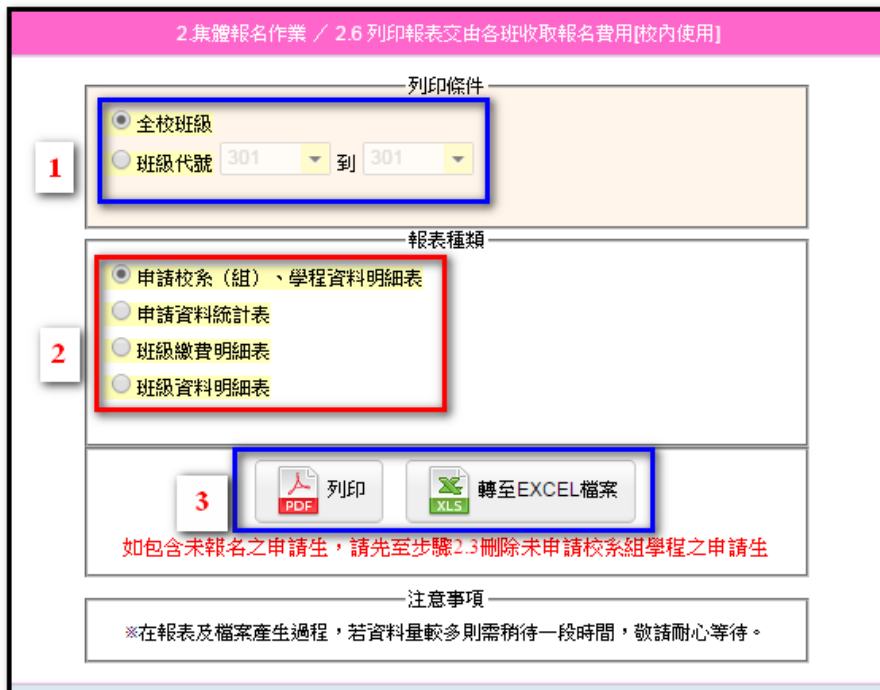 2.集體報名作業 ／ 2.6 列印報表交由各班收取報名費用[校內使用]
列印條件
全校班級
1
班級代號 301 到 301
報表種類
申請校系（組）、學程資料明細表
申請資料統計表
2
班級繳費明細表
班級資料明細表
3
PDF 列印 XLS 轉至EXCEL檔案
如包含未報名之申請生，請先至步驟2.3刪除未申請校系組學程之申請生
注意事項
※在報表及檔案產生過程，若資料量較多則需稍待一段時間，敬請耐心等待。